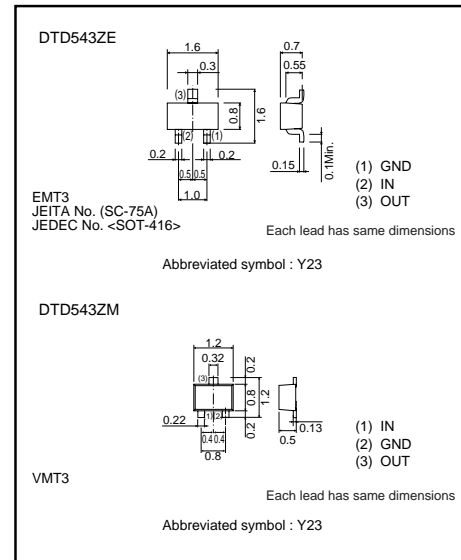 DTD543ZE
1.6
0.3
0.7
0.55
(3)
0.8
1.6
(2)
(1)
0.2
0.2
0.5 0.5
1.0
0.15
0.1Min.
(1) GND
(2) IN
(3) OUT
EMT3
JEITA No. (SC-75A)
JEDEC No. <SOT-416>
Each lead has same dimensions
Abbreviated symbol : Y23
DTD543ZM
1.2
0.32
0.2
(3)
0.8
1.2
(1) (2)
0.22
0.2
0.4 0.4
0.8
0.13
0.5
(1) IN
(2) GND
(3) OUT
VMT3
Each lead has same dimensions
Abbreviated symbol : Y23